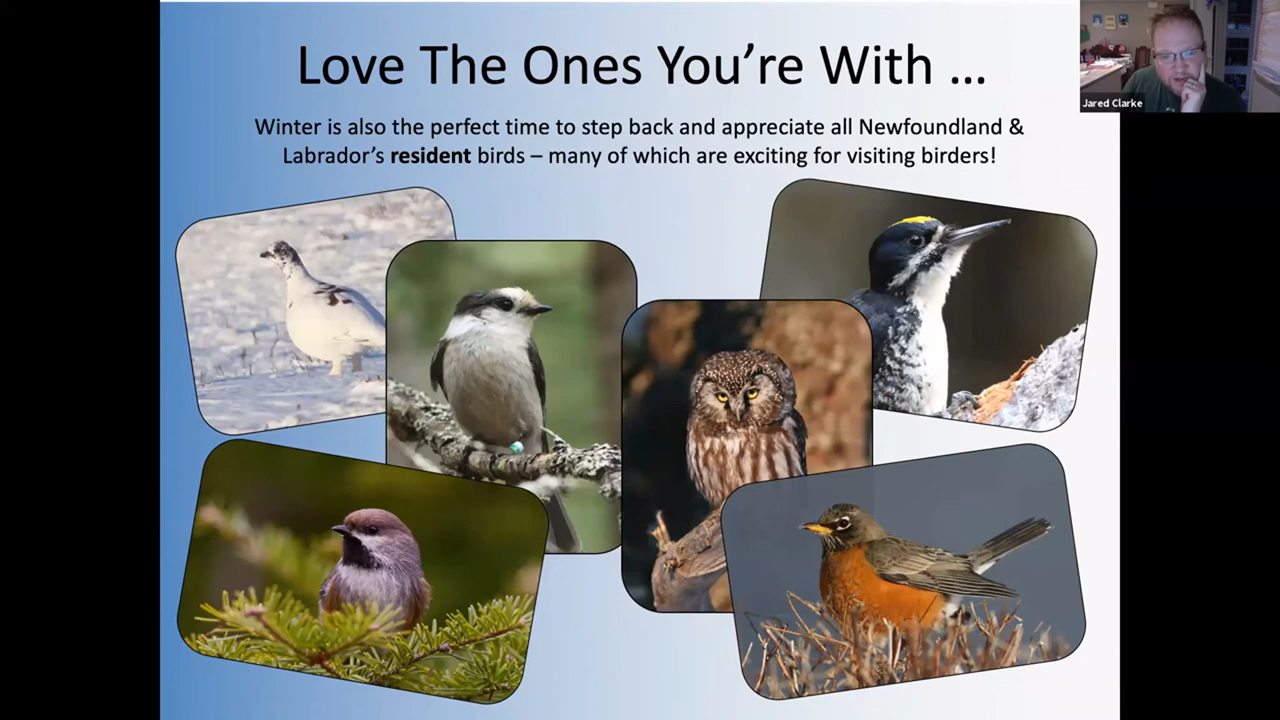 Love The Ones You’re With …
Winter is also the perfect time to step back and appreciate all Newfoundland &
Labrador’s resident birds – many of which are exciting for visiting birders!
Jared Clarke